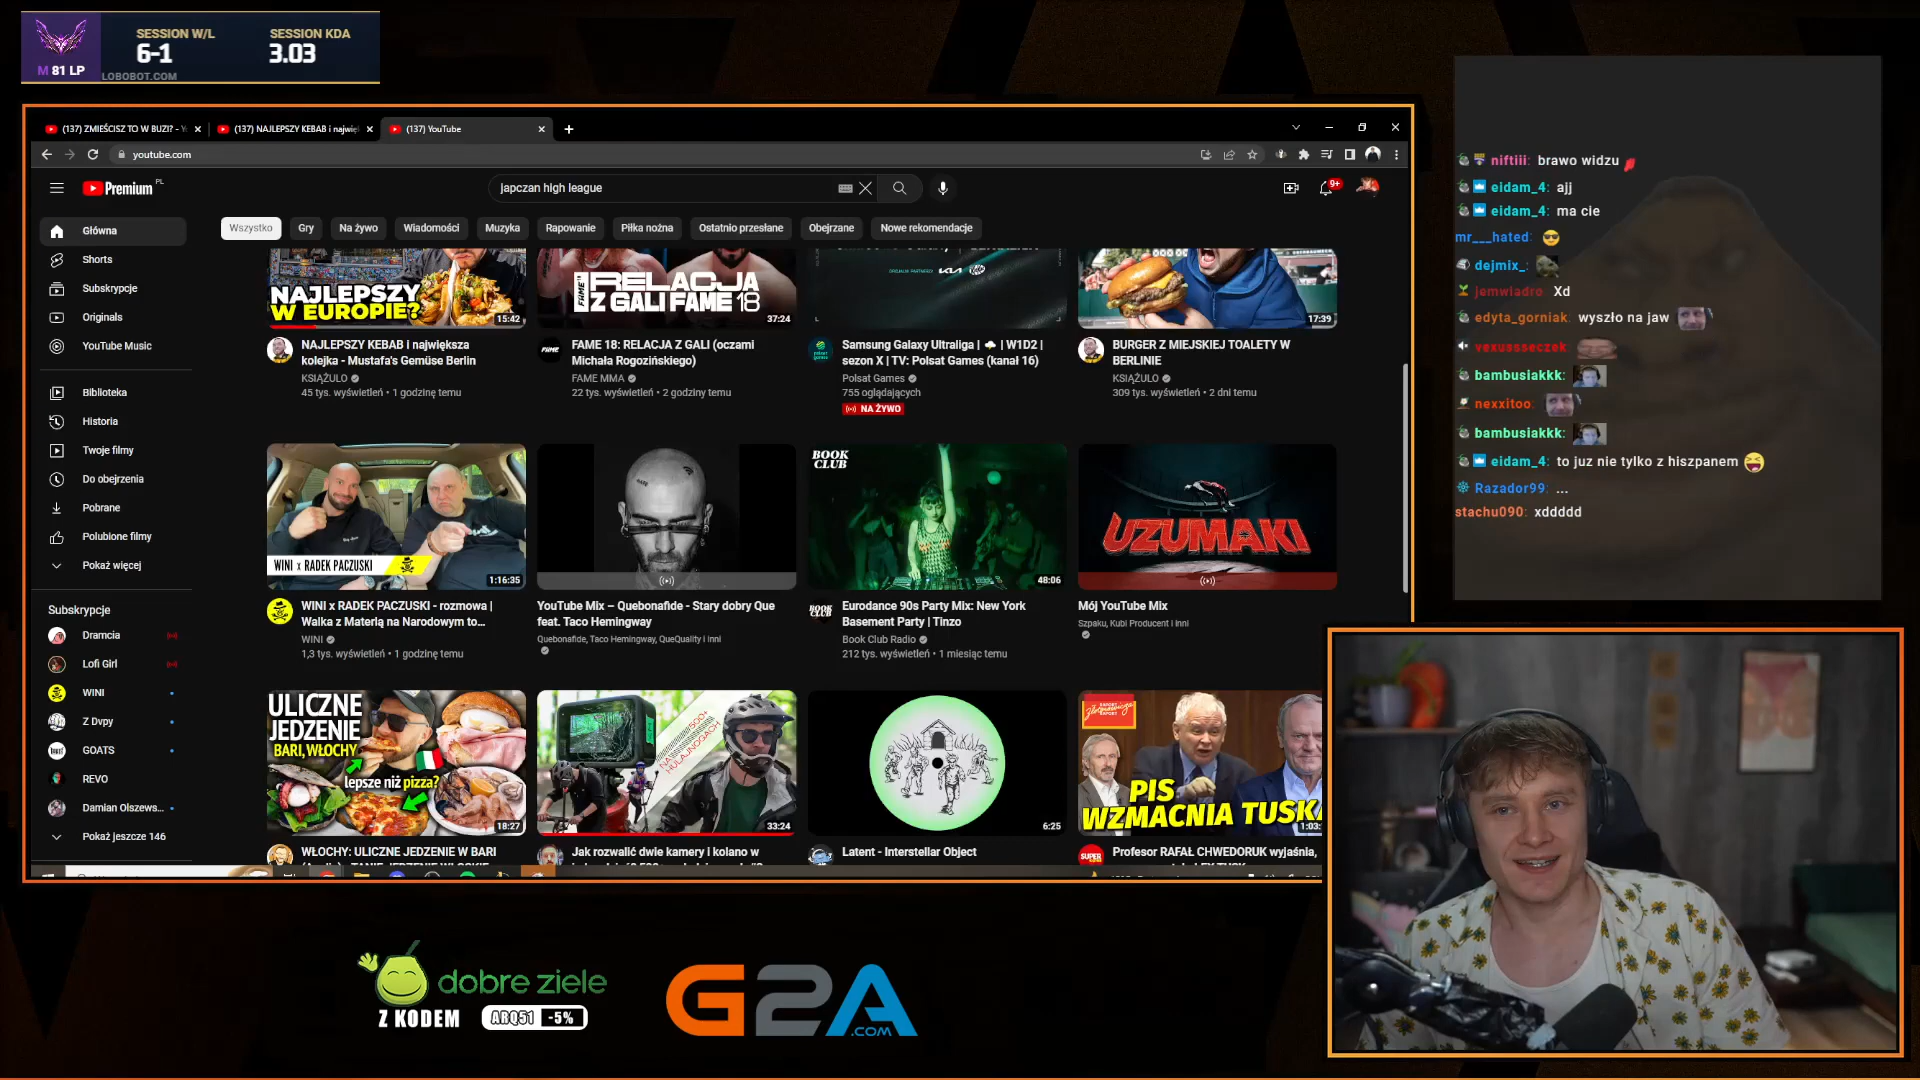 SESSION W/L
6-1
SESSION KDA
3.03
M 81 LP
LOBOBOT.COM
(137) ZMIEŚCISZ TO W BUZI? - Y
(137) NAJLEPSZY KEBAB i najwię
(137) YouTube
youtube.com
Premium PL
japczan high league
9+
Wszystko
Gry
Na żywo
Wiadomości
Muzyka
Rapowanie
Piłka nożna
Ostatnio przesłane
Obejrzane
Nowe rekomendacje
Główna
Shorts
Subskrypcje
Originals
YouTube Music
Biblioteka
Historia
Twoje filmy
Do obejrzenia
Pobrane
Polubione filmy
Pokaż więcej
Subskrypcje
Dramcia
Lofi Girl
WINI
Z Dvpy
GOATS
REVO
Damian Olszews...
Pokaż jeszcze 146
NAJLEPSZY
W EUROPIE?
15:42
NAJLEPSZY KEBAB i największa
kolejka - Mustafa's Gemüse Berlin
KSIĄŻULO
45 tys. wyświetleń • 1 godzinę temu
FAME
RELACJA
Z GALI FAME 18
37:24
FAME 18: RELACJA Z GALI (oczami
Michała Rogozińskiego)
FAME MMA
22 tys. wyświetleń • 2 godziny temu
KIA
Samsung Galaxy Ultraliga | | W1D2 |
sezon X | TV: Polsat Games (kanał 16)
Polsat Games
755 oglądających
NA ŻYWO
17:39
BURGER Z MIEJSKIEJ TOALETY W
BERLINIE
KSIĄŻULO
309 tys. wyświetleń • 2 dni temu
WINI x RADEK PACZUSKI
1:16:35
WINI x RADEK PACZUSKI - rozmowa |
Walka z Materlą na Narodowym to...
WINI
1,3 tys. wyświetleń • 1 godzinę temu
YouTube Mix – Quebonafide - Stary dobry Que
feat. Taco Hemingway
Quebonafide, Taco Hemingway, QueQuality i inni
BOOK
CLUB
48:06
Eurodance 90s Party Mix: New York
Basement Party | Tinzo
Book Club Radio
212 tys. wyświetleń • 1 miesiąc temu
UZUMAKI
Mój YouTube Mix
Szpaku, Kubi Producent i inni
ULICZNE
JEDZENIE
BARI, WŁOCHY
lepsze niż pizza?
18:27
WŁOCHY: ULICZNE JEDZENIE W BARI
NA HULAJNOGACH
33:24
Jak rozwalić dwie kamery i kolano w
6:25
Latent - Interstellar Object
PIS
WZMACNIA TUSK
1:03:
SUPER
Profesor RAFAŁ CHWEDORUK wyjaśnia,
niftiii: brawo widzu
eidam_4: ajj
eidam_4: ma cie
mr___hated:
dejmix_:
jemwiadro: Xd
edyta_gorniak: wyszło na jaw
vexussseczek:
bambusiakkk:
nexxitoo:
bambusiakkk:
eidam_4: to juz nie tylko z hiszpanem
Razador99: ...
stachu090: xddddd
dobre ziele
Z KODEM ARQ51 -5%
G2A
.COM